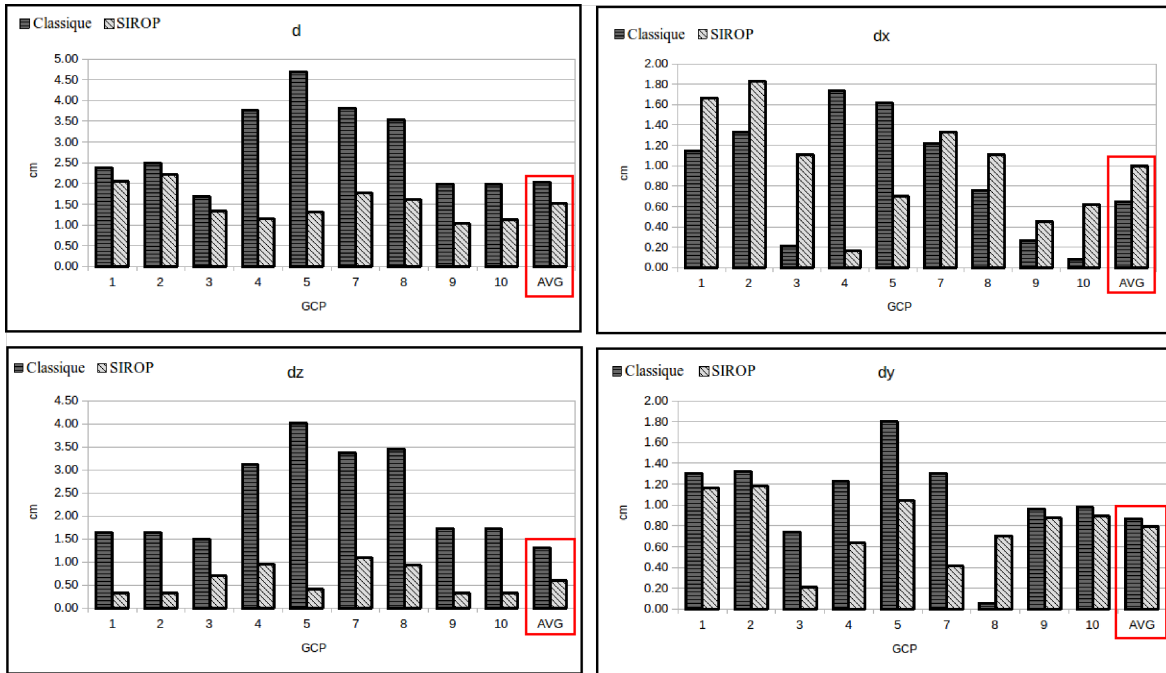 Classique SIROP
d
5.00
4.50
4.00
3.50
3.00
2.50
2.00
1.50
1.00
0.50
0.00
cm
1 2 3 4 5 7 8 9 10 AVG
GCP
Classique SIROP
dx
2.00
1.80
1.60
1.40
1.20
1.00
0.80
0.60
0.40
0.20
0.00
cm
1 2 3 4 5 7 8 9 10 AVG
GCP
Classique SIROP
dz
4.50
4.00
3.50
3.00
2.50
2.00
1.50
1.00
0.50
0.00
cm
1 2 3 4 5 7 8 9 10 AVG
GCP
Classique SIROP
dy
2.00
1.80
1.60
1.40
1.20
1.00
0.80
0.60
0.40
0.20
0.00
cm
1 2 3 4 5 7 8 9 10 AVG
GCP